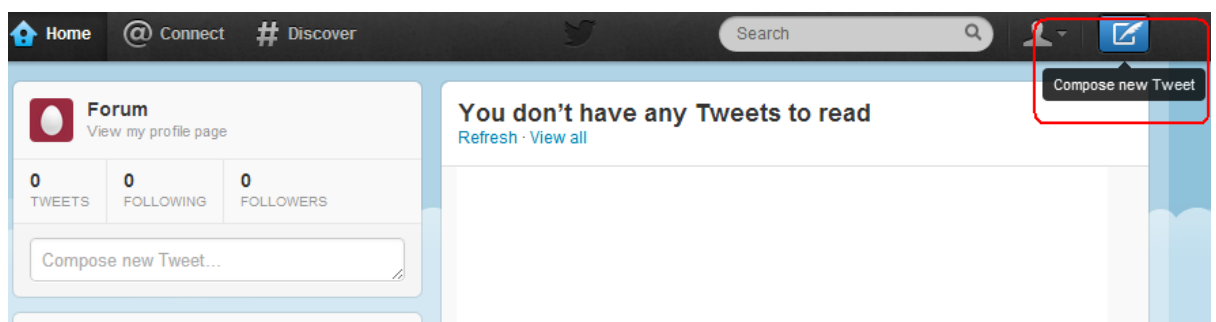 Home @ Connect # Discover Search
Compose new Tweet
Forum
View my profile page
0 0 0
TWEETS FOLLOWING FOLLOWERS
Compose new Tweet...
You don't have any Tweets to read
Refresh · View all